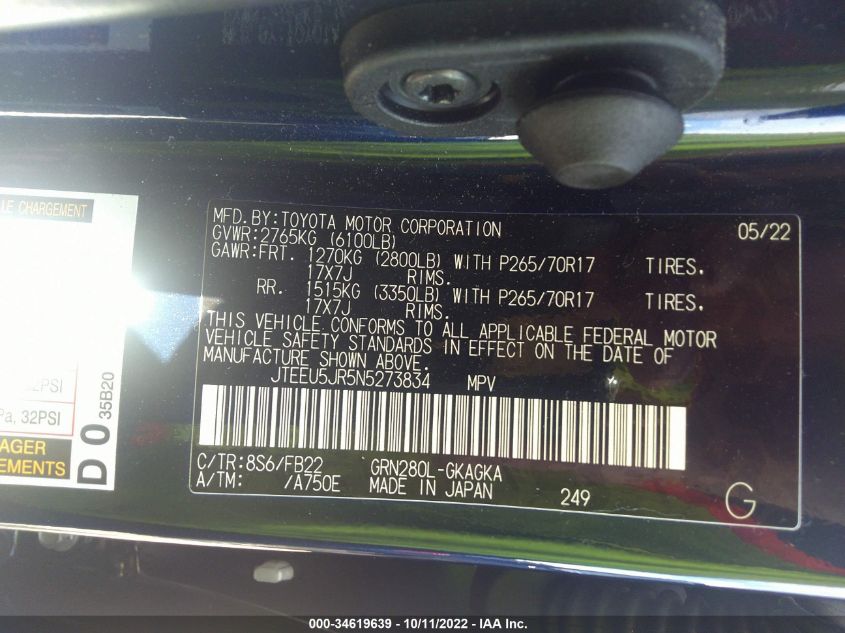 LE CHARGEMENT
PSI
Pa, 32PSI
AGER
EMENTS
D 0 35B20
MFD.BY:TOYOTA MOTOR CORPORATION 05/22
GVWR:2765KG (6100LB)
GAWR:FRT. 1270KG (2800LB) WITH P265/70R17 TIRES.
17X7J RIMS.
RR. 1515KG (3350LB) WITH P265/70R17 TIRES.
17X7J RIMS.
THIS VEHICLE CONFORMS TO ALL APPLICABLE FEDERAL MOTOR
VEHICLE SAFETY STANDARDS IN EFFECT ON THE DATE OF
MANUFACTURE SHOWN ABOVE.
JTEEU5JR5N5273834 MPV
C/TR:8S6/FB22 GRN280L-GKAGKA
A/TM: /A750E MADE IN JAPAN 249 G
000-34619639 - 10/11/2022 - IAA Inc.